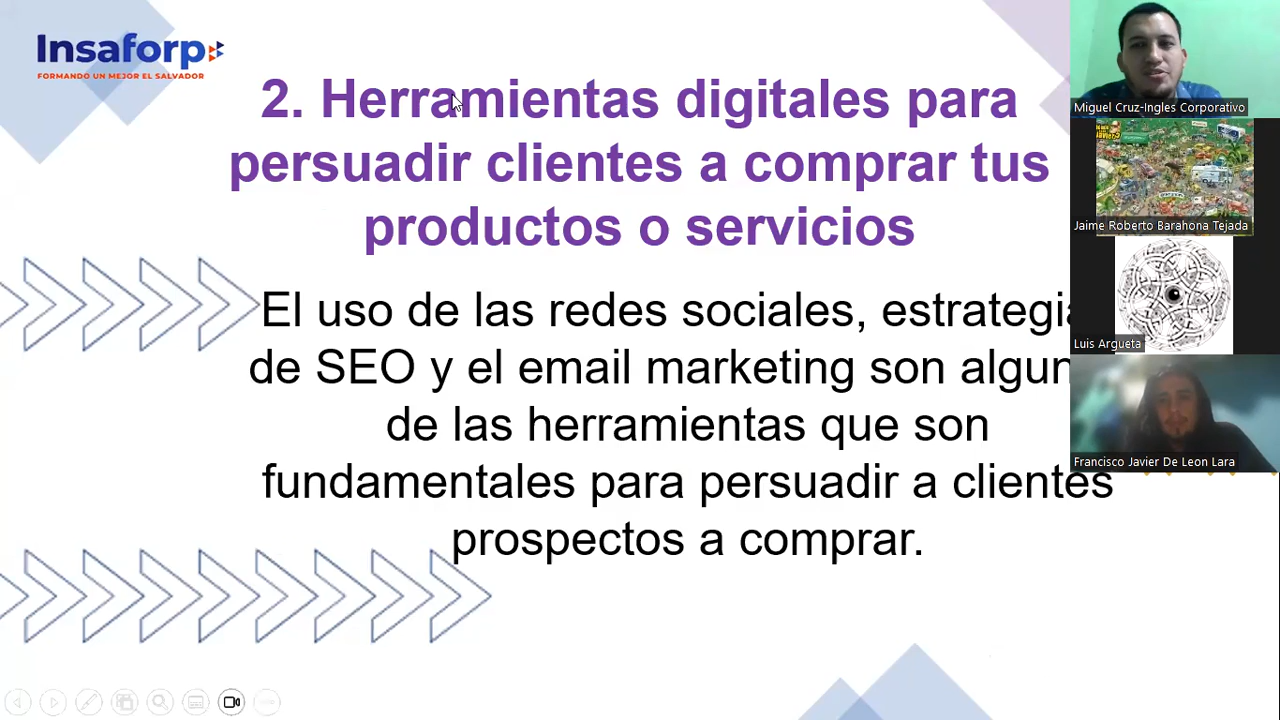 Insaforp
FORMANDO UN MEJOR EL SALVADOR
2. Herramientas digitales para
persuadir clientes a comprar tus
productos o servicios
El uso de las redes sociales, estrategia
de SEO y el email marketing son algun
de las herramientas que son
fundamentales para persuadir a clientes
prospectos a comprar.
Miguel Cruz-Ingles Corporativo
Jaime Roberto Barahona Tejada
Luis Argueta
Francisco Javier De Leon Lara